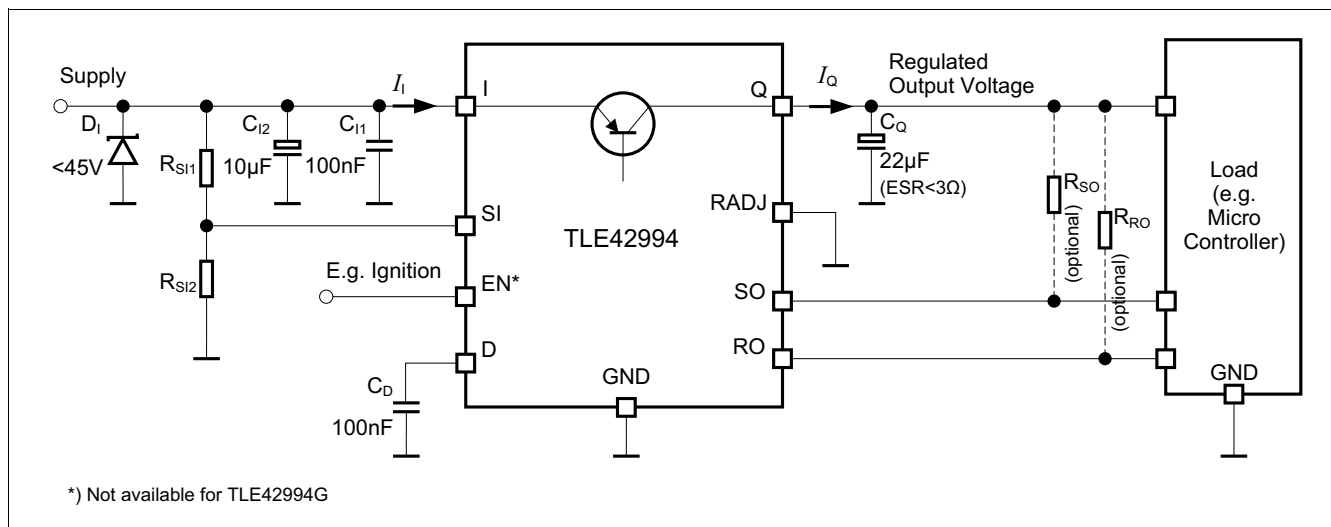 Supply
D_I
<45V
R_SI1
R_SI2
C_I2
10µF
C_I1
100nF
I_I
I
SI
E.g. Ignition
EN*
D
C_D
100nF
TLE42994
GND
Q
RADJ
SO
RO
I_Q
Regulated
Output Voltage
C_Q
22µF
(ESR<3Ω)
R_SO
(optional)
R_RO
(optional)
Load
(e.g.
Micro
Controller)
GND
*) Not available for TLE42994G